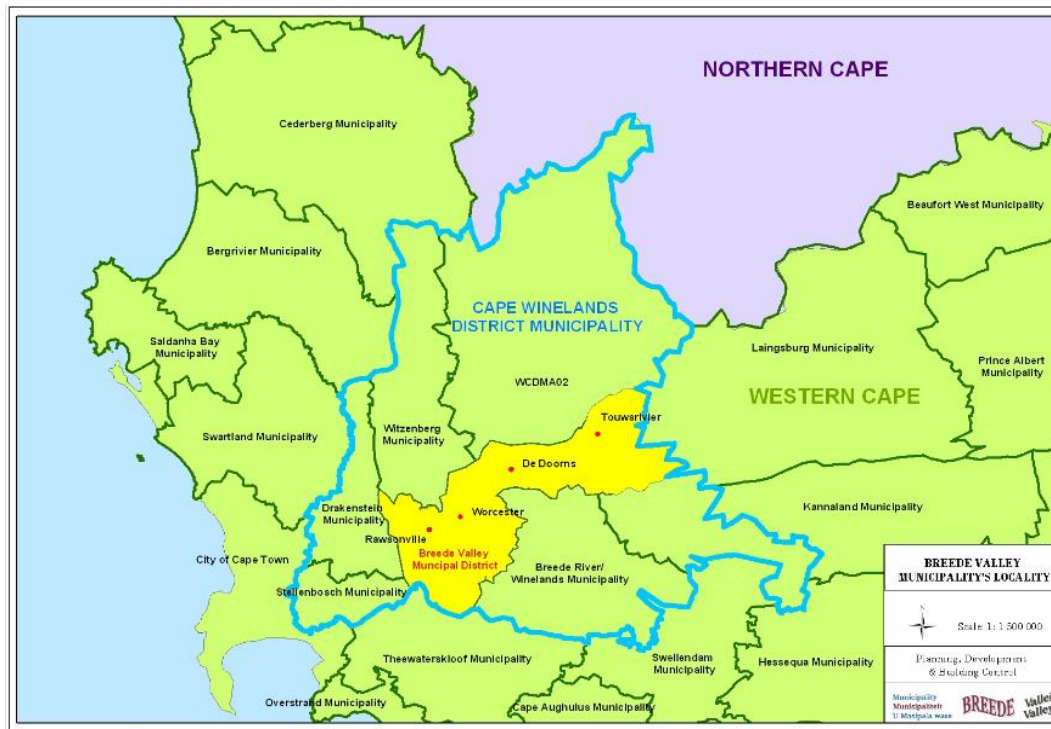 NORTHERN CAPE
Cederberg Municipality
Beaufort West Municipality
Bergrivier Municipality
CAPE WINELANDS
DISTRICT MUNICIPALITY
Saldanha Bay
Municipality
Laingsburg Municipality
Prince Albert
Municipality
WCDMA02
WESTERN CAPE
Touwsrivier
Swartland Municipality
Witzenberg
Municipality
De Doorns
Drakenstein
Municipality
Worcester
Kannaland Municipality
Rawsonville
City of Cape Town
Breede Valley
Muncipal District
Breede River/
Winelands Municipality
Stellenbosch Municipality
Theewaterskloof Municipality
Swellendam
Municipality
Hessequa Municipality
Overstrand Municipality
Cape Aughulus Municipality
BREEDE VALLEY
MUNICIPALITY'S LOCALITY
Scale: 1: 1 500 000
Planning, Development
& Building Control
Municipality
Munisipaliteit
U Masipala wase
BREEDE
Vallei
Valley